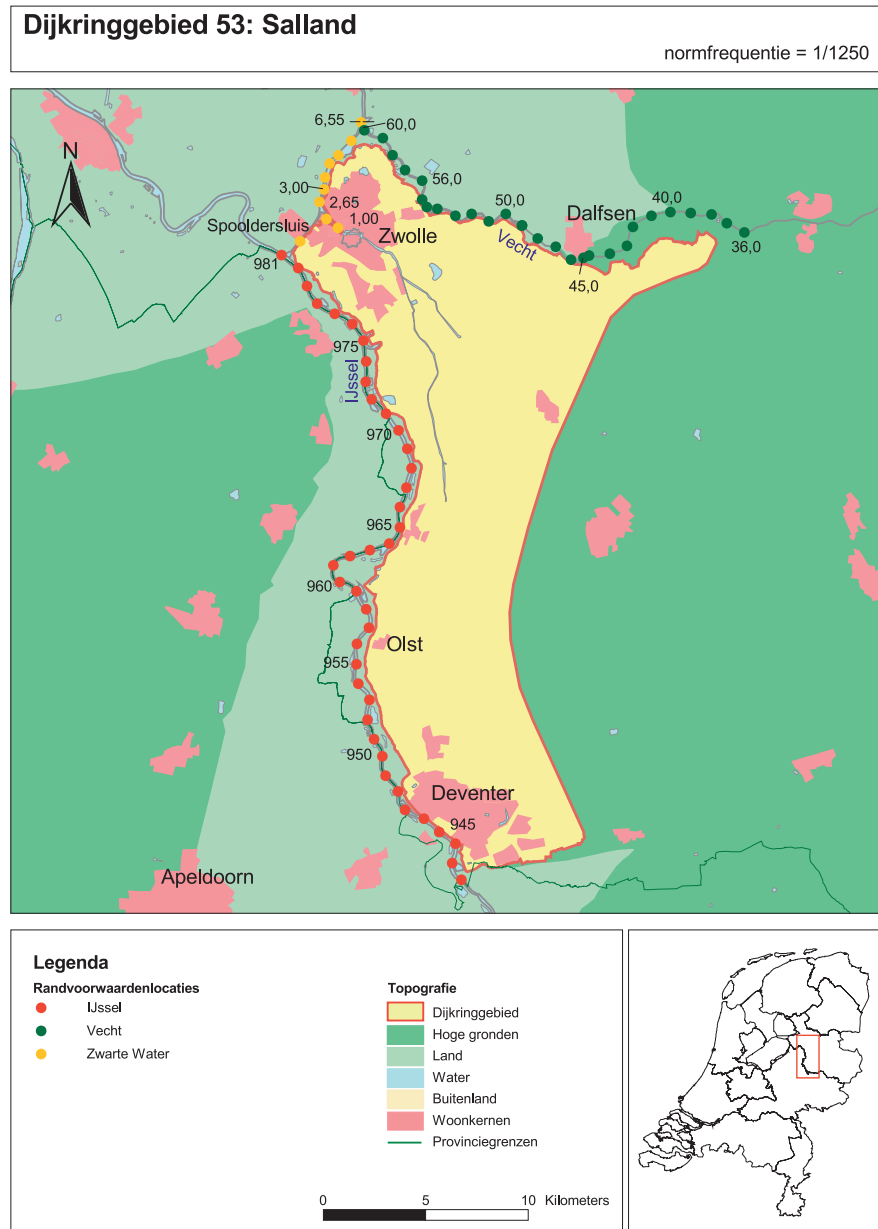 Dijkringgebied 53: Salland
normfrequentie = 1/1250
N
6,55
60,0
3,00
56,0
2,65
1,00
50,0
40,0
Dalfsen
Spooldersluis
Zwolle
Vecht
36,0
981
45,0
975
IJssel
970
965
960
Olst
955
950
Deventer
945
Apeldoorn
Legenda
Randvoorwaardenlocaties
IJssel
Vecht
Zwarte Water
Topografie
Dijkringgebied
Hoge gronden
Land
Water
Buitenland
Woonkernen
Provinciegrenzen
0 5 10 Kilometers